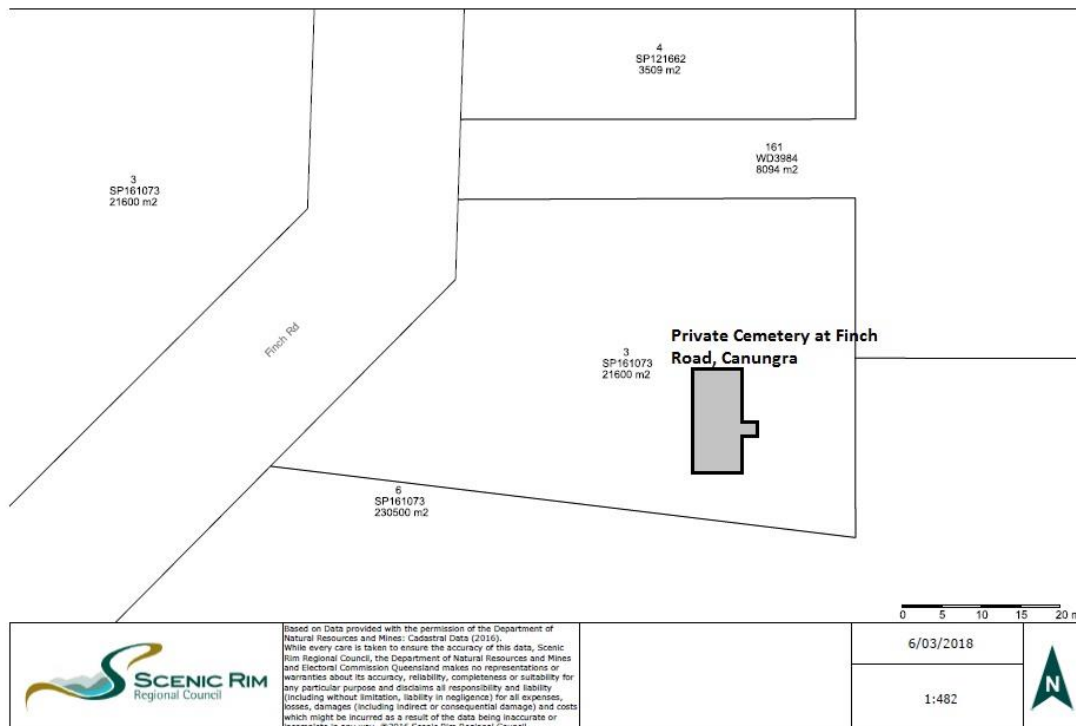 4
SP121662
3509 m2
161
WD3984
8094 m2
3
SP161073
21600 m2
Finch Rd
Private Cemetery at Finch
Road, Canungra
3
SP161073
21600 m2
6
SP161073
230500 m2
0 5 10 15 20 m
SCENIC RIM
Regional Council
Based on Data provided with the permission of the Department of
Natural Resources and Mines: Cadastral Data (2016).
While every care is taken to ensure the accuracy of this data, Scenic
Rim Regional Council, the Department of Natural Resources and Mines
and Electoral Commission Queensland makes no representations or
warranties about its accuracy, reliability, completeness or suitability for
any particular purpose and disclaims all responsibility and liability
(including without limitation, liability in negligence) for all expenses,
losses, damages (including indirect or consequential damage) and costs
which might be incurred as a result of the data being inaccurate or
6/03/2018
1:482
N